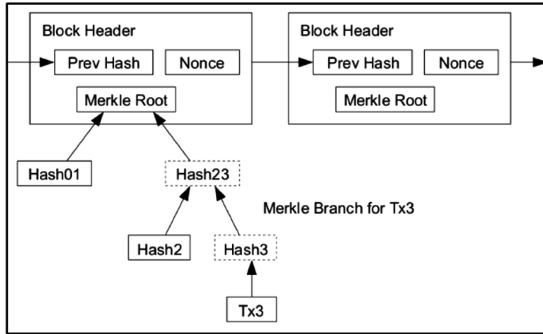 Block Header
Block Header
Prev Hash
Nonce
Prev Hash
Nonce
Merkle Root
Merkle Root
Hash01
Hash23
Merkle Branch for Tx3
Hash2
Hash3
Tx3